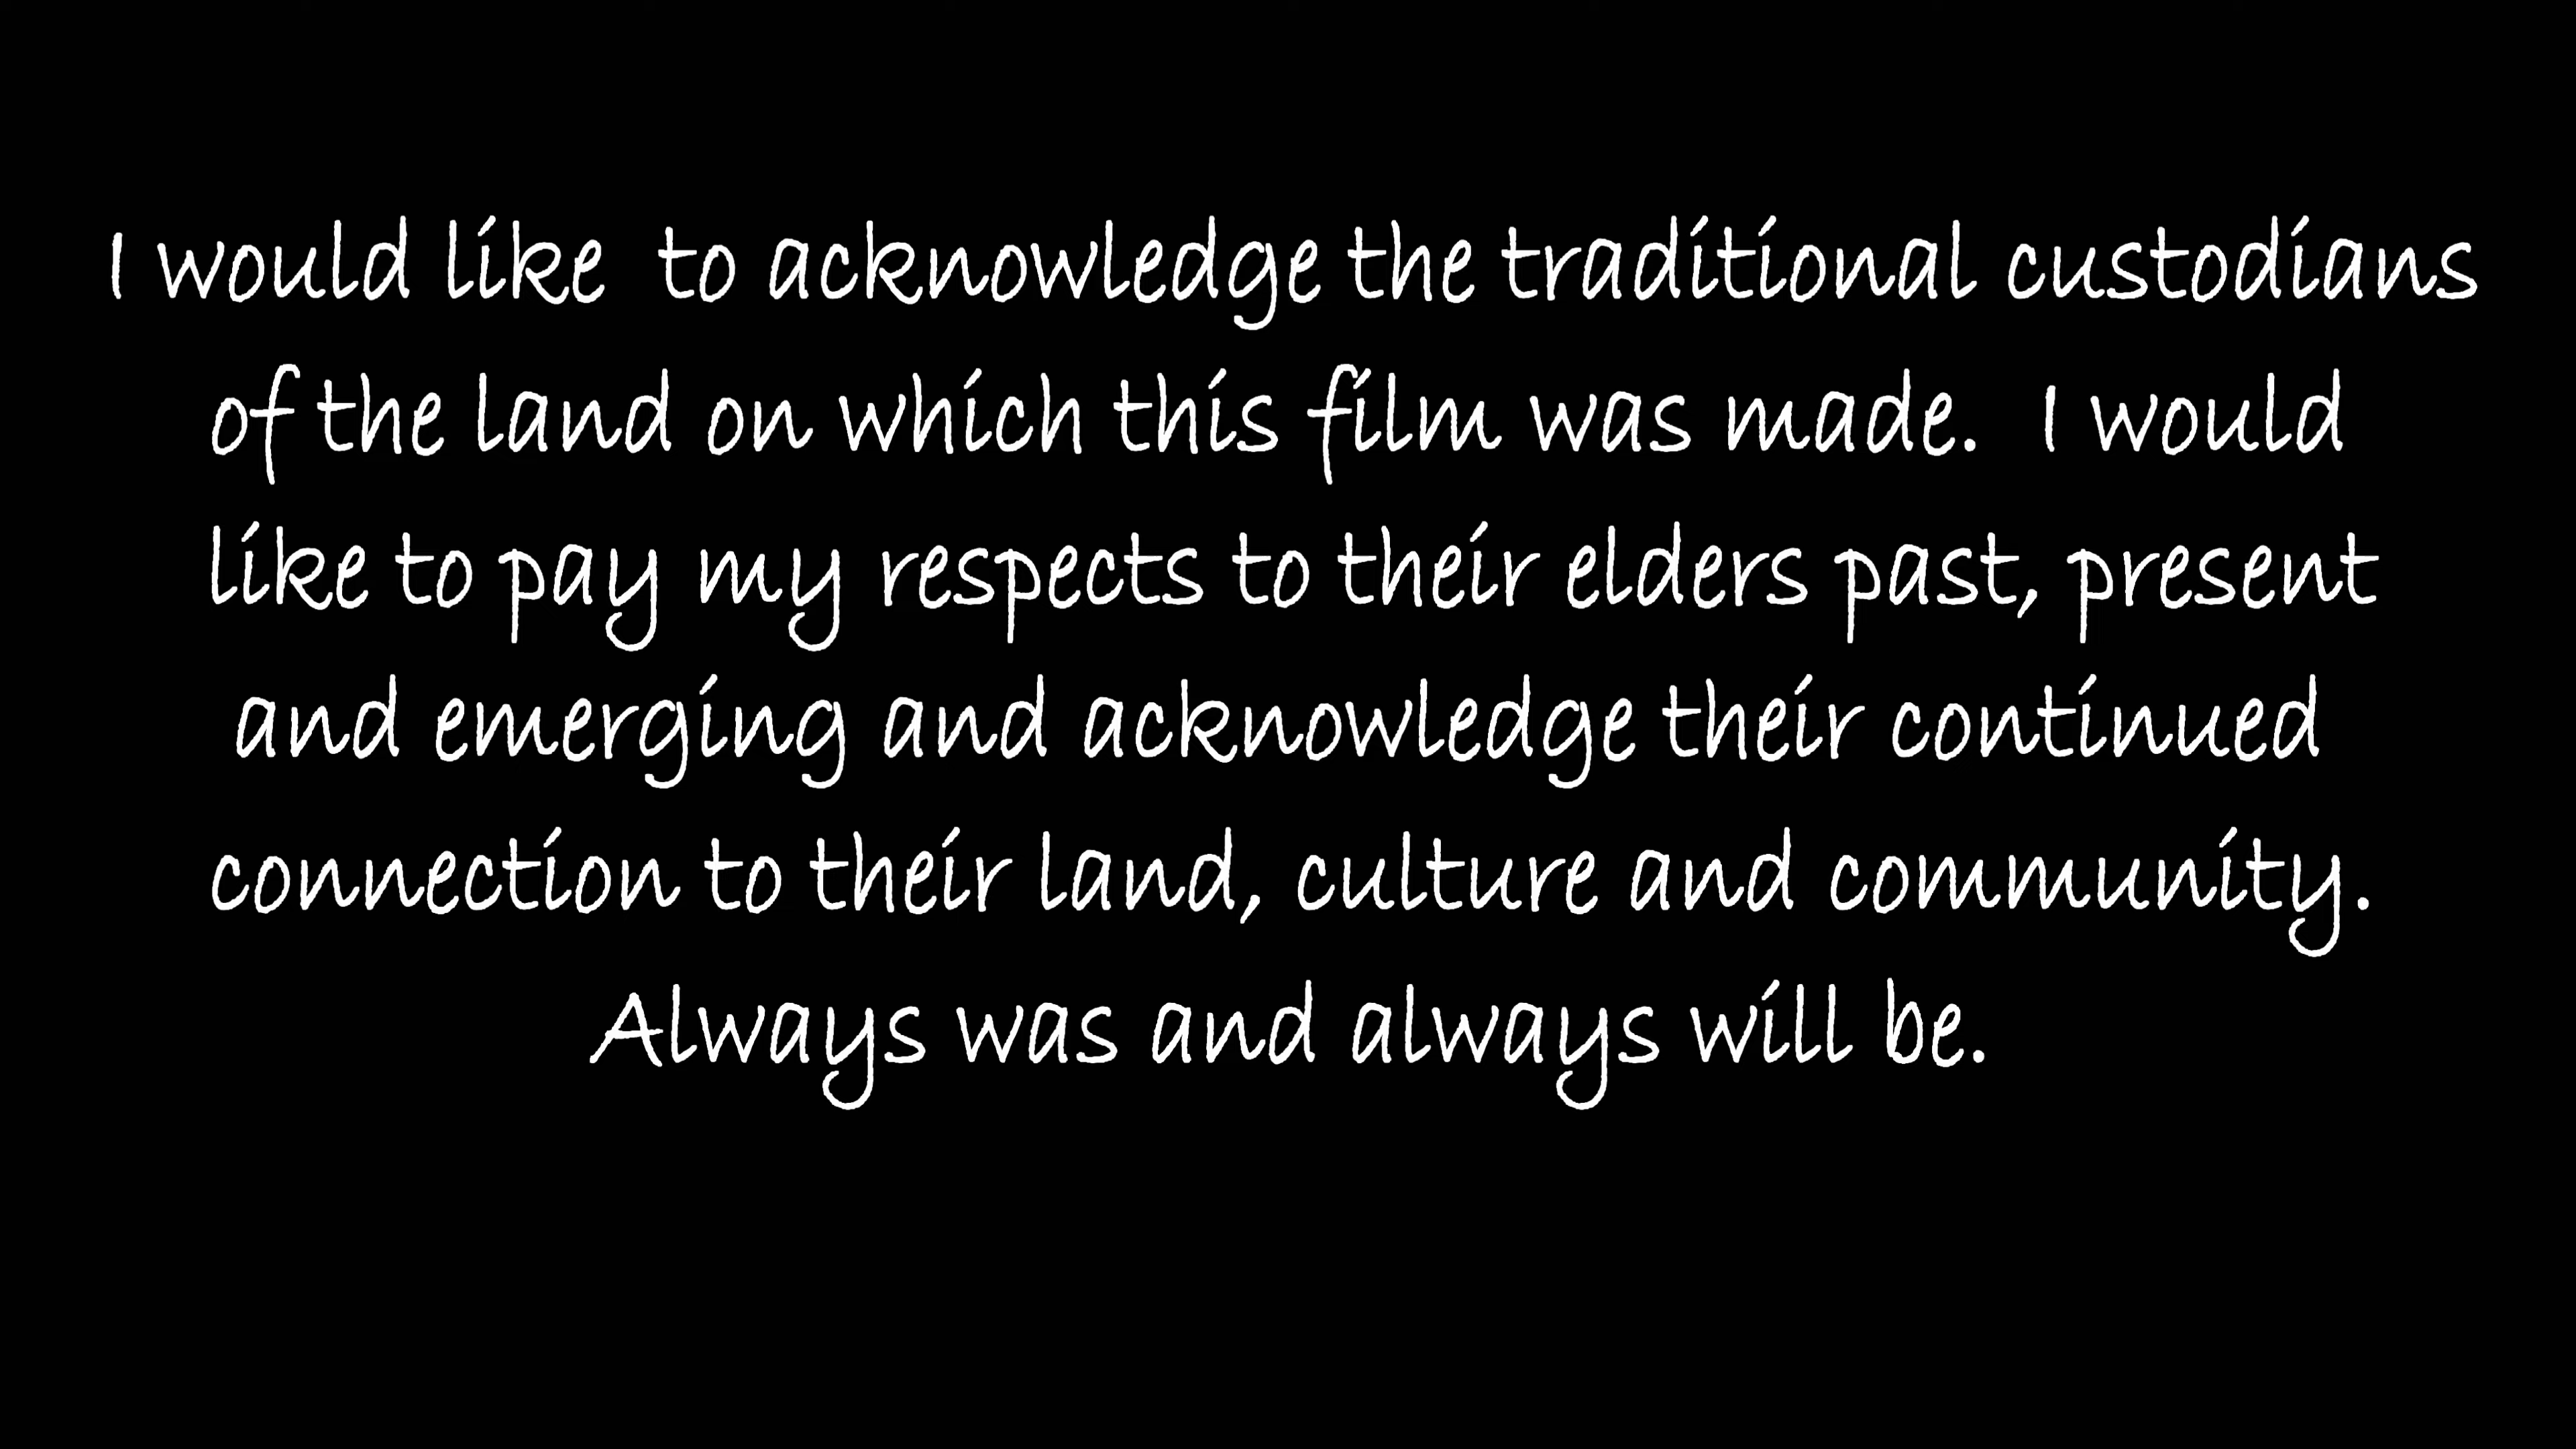 I would like  to acknowledge the traditional custodians
of the land on which this film was made.  I would
like to pay my respects to their elders past, present
and emerging and acknowledge their continued
connection to their land, culture and community.
Always was and always will be.